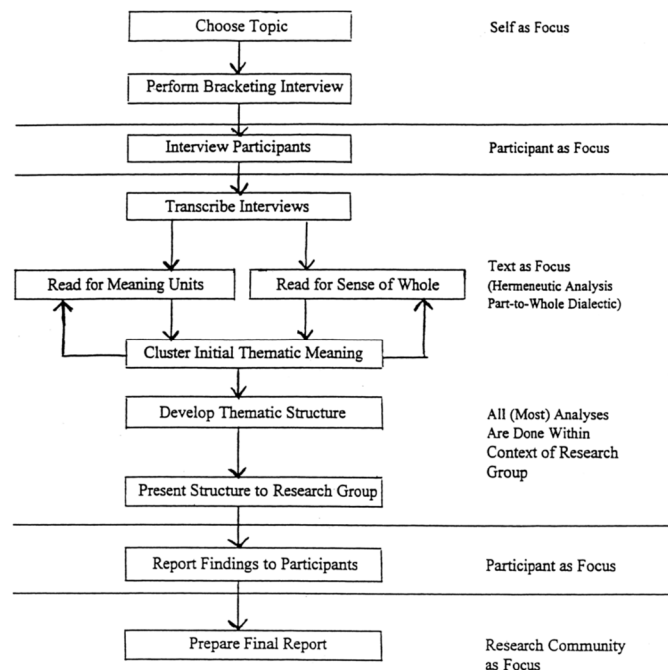 Choose Topic
Self as Focus
Perform Bracketing Interview
Interview Participants
Participant as Focus
Transcribe Interviews
Read for Meaning Units
Read for Sense of Whole
Text as Focus
(Hermeneutic Analysis
Part-to-Whole Dialectic)
Cluster Initial Thematic Meaning
Develop Thematic Structure
All (Most) Analyses
Are Done Within
Context of Research
Group
Present Structure to Research Group
Report Findings to Participants
Participant as Focus
Prepare Final Report
Research Community
as Focus